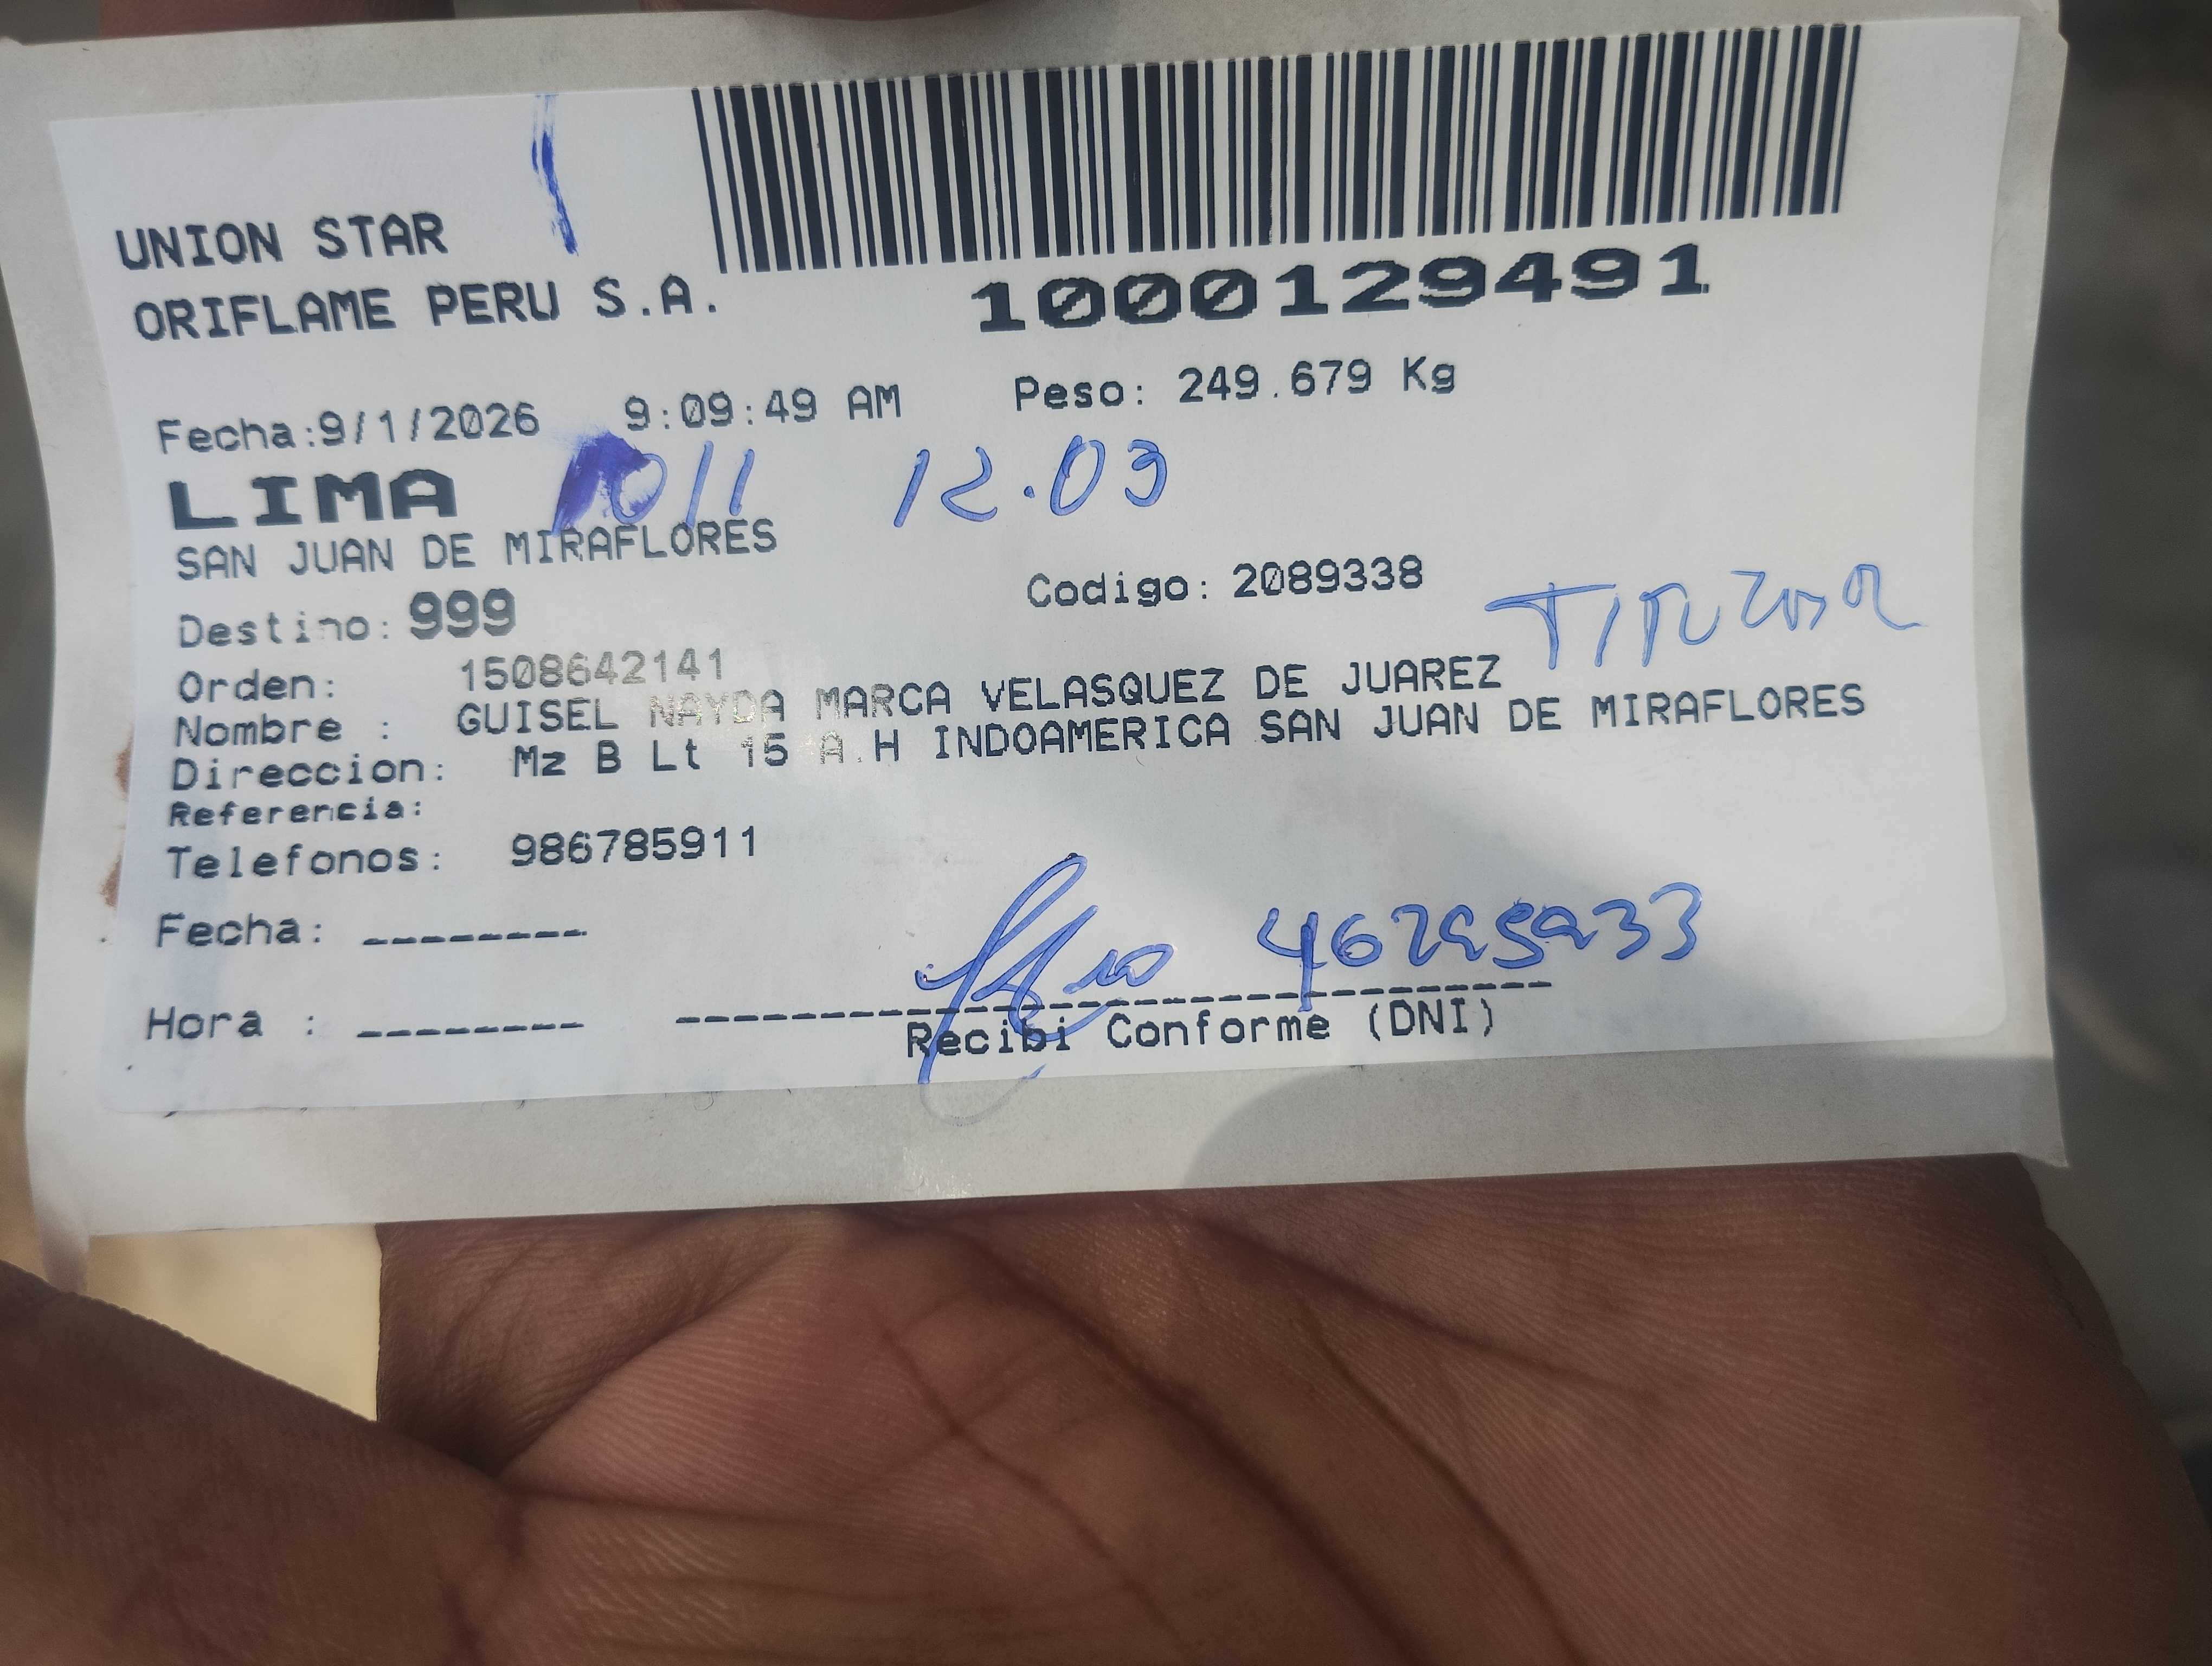 UNION STAR
ORIFLAME PERU S.A.
1000129491
Fecha:9/1/2026 9:09:49 AM Peso: 249.679 Kg
LIMA 12.03
SAN JUAN DE MIRAFLORES
Destino: 999 Codigo: 2089338
Orden: 1508642141
Nombre : GUISEL NAYDA MARCA VELASQUEZ DE JUAREZ
Direccion: Mz B Lt 15 A.H INDOAMERICA SAN JUAN DE MIRAFLORES
Referencia:
Telefonos: 986785911
Fecha: --------
Hora : --------
Recibi Conforme (DNI)